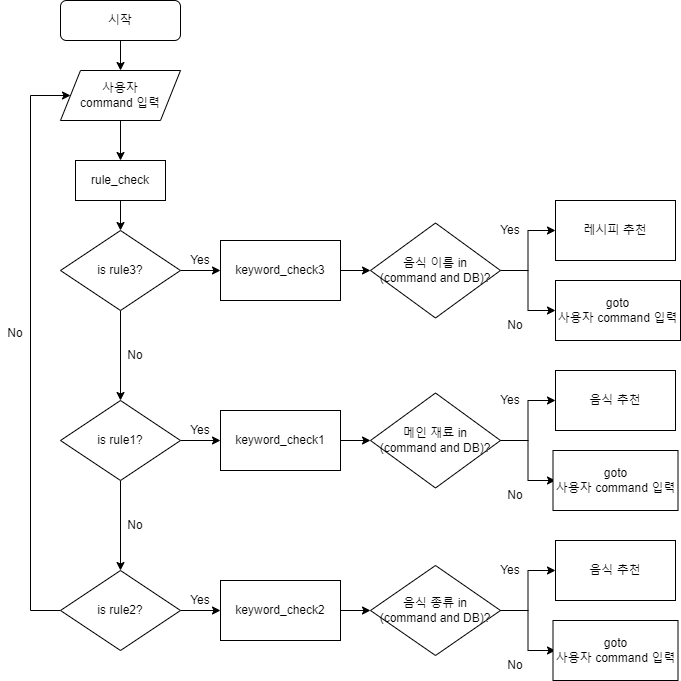 시작
사용자
command 입력
rule_check
is rule3?
Yes
keyword_check3
음식 이름 in
(command and DB)?
Yes
레시피 추천
No
goto
사용자 command 입력
No
No
is rule1?
Yes
keyword_check1
메인 재료 in
(command and DB)?
Yes
음식 추천
No
goto
사용자 command 입력
No
is rule2?
Yes
keyword_check2
음식 종류 in
(command and DB)?
Yes
음식 추천
No
goto
사용자 command 입력